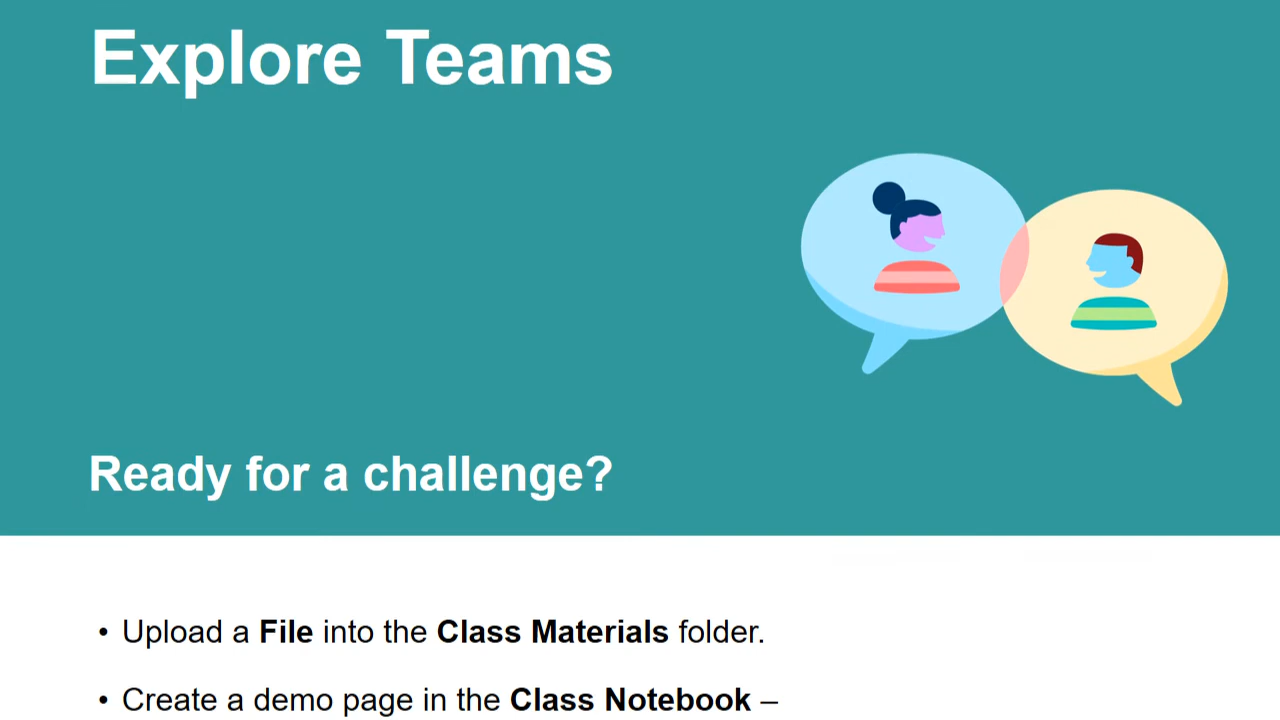 Explore Teams
Ready for a challenge?
• Upload a File into the Class Materials folder.
• Create a demo page in the Class Notebook –